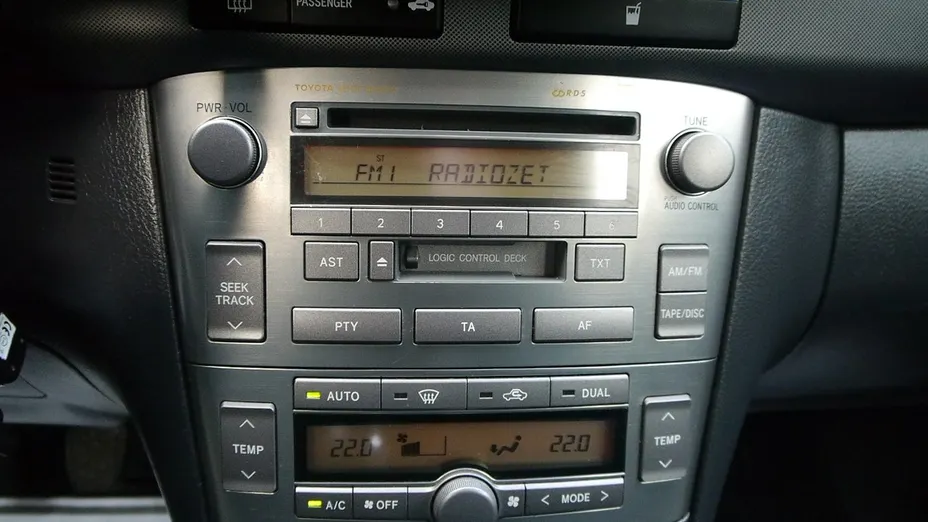 PASSENGER
PWR·VOL
TOYOTA
RDS
TUNE
ST
FM1 RADIOZET
AUDIO CONTROL
1 2 3 4 5 6
SEEK
TRACK
AST
LOGIC CONTROL DECK
TXT
AM/FM
TAPE/DISC
PTY
TA
AF
AUTO
DUAL
TEMP
22.0
22.0
TEMP
A/C
OFF
< MODE >